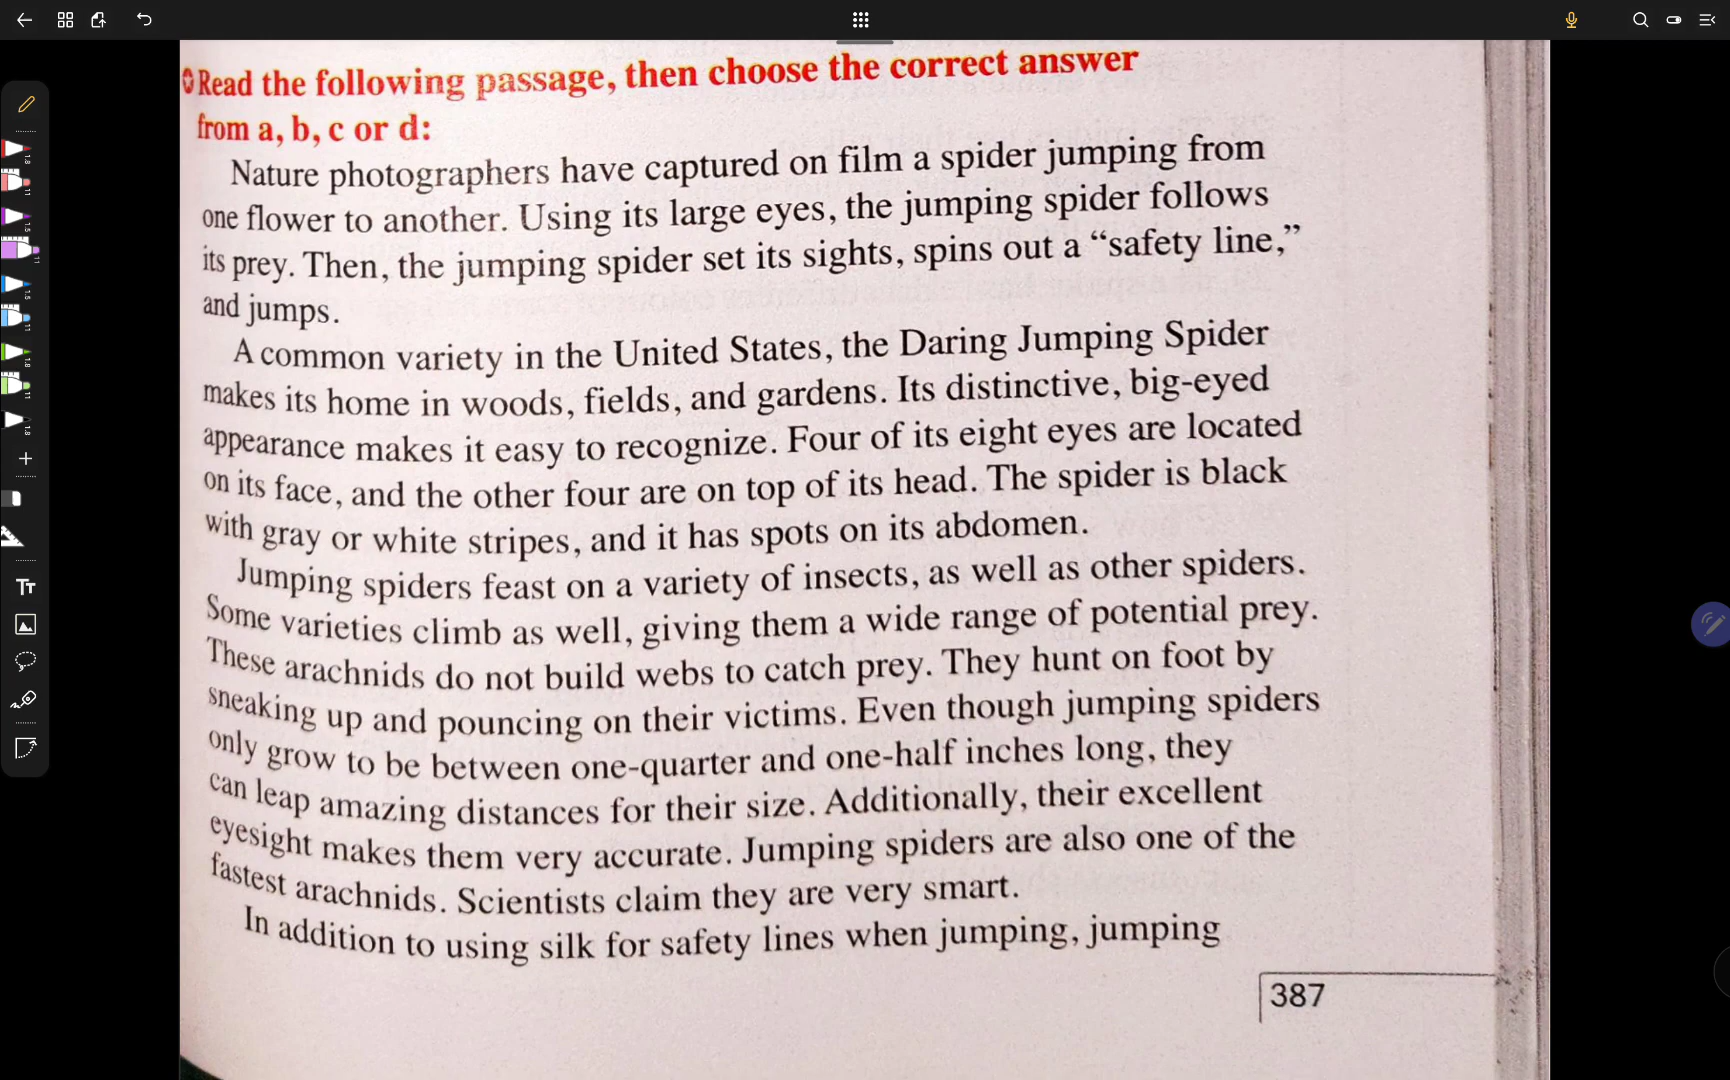 Read the following passage, then choose the correct answer
from a, b, c or d:
Nature photographers have captured on film a spider jumping from
one flower to another. Using its large eyes, the jumping spider follows
its prey. Then, the jumping spider set its sights, spins out a “safety line,”
and jumps.
A common variety in the United States, the Daring Jumping Spider
makes its home in woods, fields, and gardens. Its distinctive, big-eyed
appearance makes it easy to recognize. Four of its eight eyes are located
on its face, and the other four are on top of its head. The spider is black
with gray or white stripes, and it has spots on its abdomen.
Jumping spiders feast on a variety of insects, as well as other spiders.
Some varieties climb as well, giving them a wide range of potential prey.
These arachnids do not build webs to catch prey. They hunt on foot by
sneaking up and pouncing on their victims. Even though jumping spiders
only grow to be between one-quarter and one-half inches long, they
can leap amazing distances for their size. Additionally, their excellent
eyesight makes them very accurate. Jumping spiders are also one of the
fastest arachnids. Scientists claim they are very smart.
In addition to using silk for safety lines when jumping, jumping
387